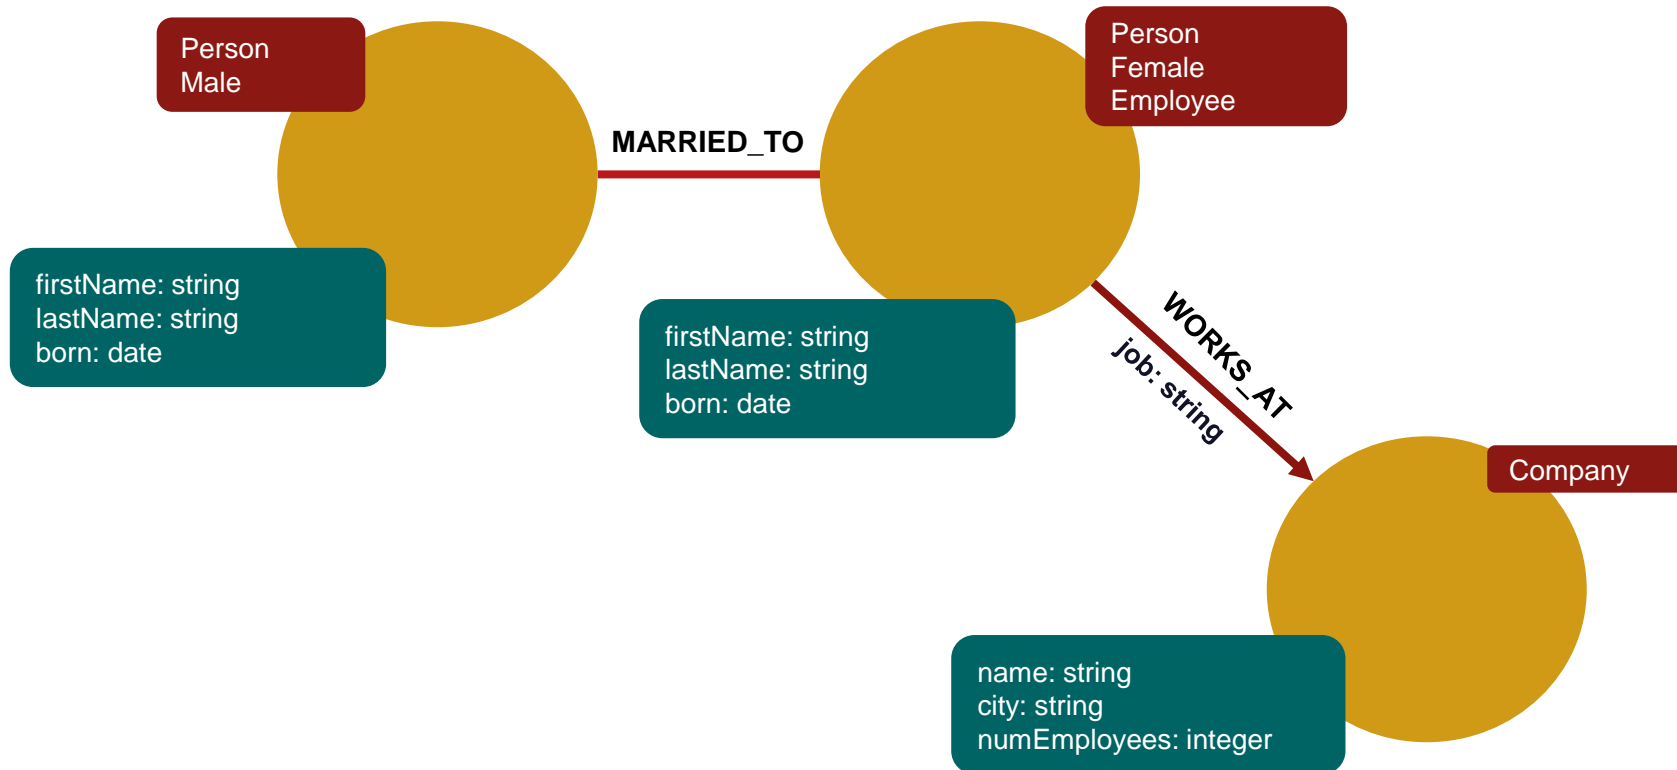 Person
Male
MARRIED_TO
Person
Female
Employee
firstName: string
lastName: string
born: date
firstName: string
lastName: string
born: date
WORKS_AT
job: string
Company
name: string
city: string
numEmployees: integer